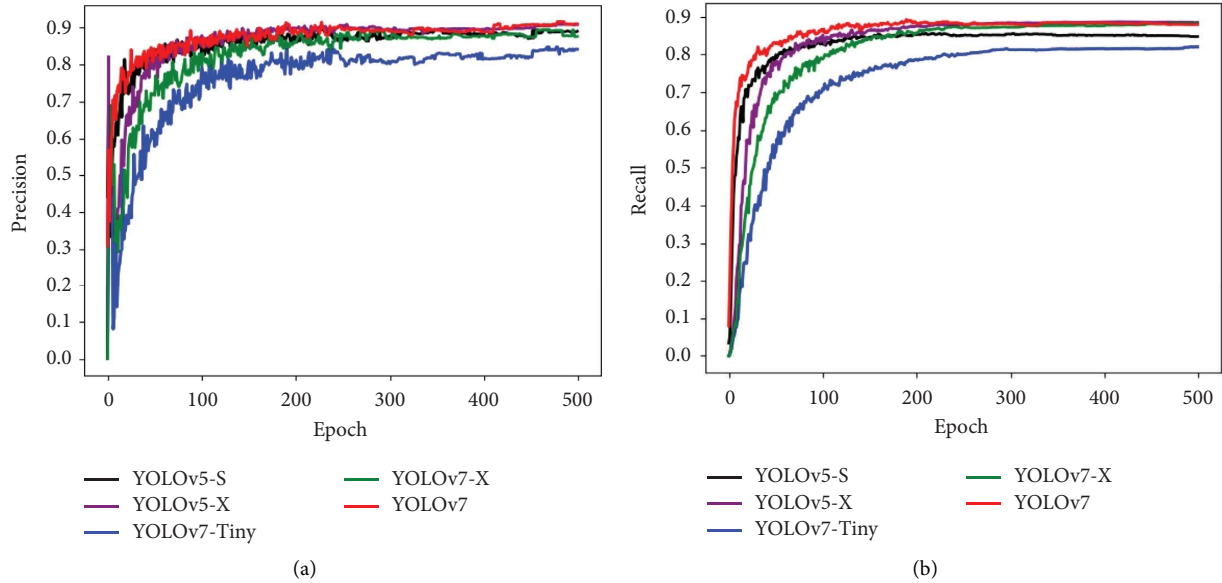 0.9
0.8
0.7
0.6
0.5
0.4
0.3
0.2
0.1
0.0
Precision
0 100 200 300 400 500
Epoch
YOLOv5-S
YOLOv5-X
YOLOv7-Tiny
YOLOv7-X
YOLOv7
(a)
0.9
0.8
0.7
0.6
0.5
0.4
0.3
0.2
0.1
0.0
Recall
0 100 200 300 400 500
Epoch
YOLOv5-S
YOLOv5-X
YOLOv7-Tiny
YOLOv7-X
YOLOv7
(b)